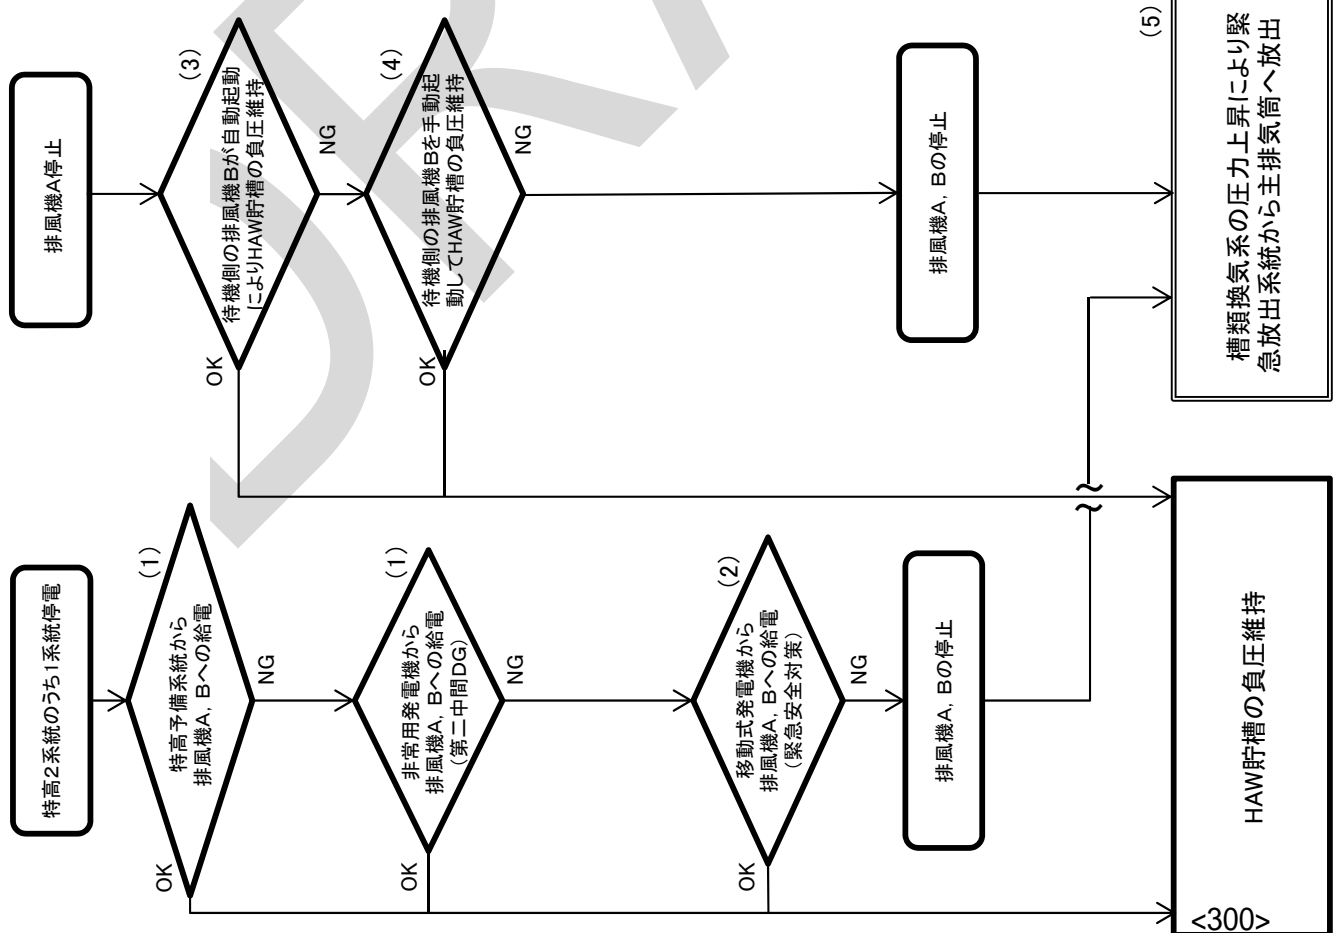 特高2系統のうち1系統停電
(1)
特高予備系統から
排風機A, Bへの給電
OK
NG
(1)
非常用発電機から
排風機A, Bへの給電
(第二中間DG)
OK
NG
(2)
移動式発電機から
排風機A, Bへの給電
(緊急安全対策)
OK
NG
排風機A, Bの停止
HAW貯槽の負圧維持
排風機A停止
(3)
待機側の排風機Bが自動起動
によりHAW貯槽の負圧維持
OK
NG
(4)
待機側の排風機Bを手動起
動してHAW貯槽の負圧維持
OK
NG
排風機A, Bの停止
(5)
槽類換気系の圧力上昇により緊
急放出系統から主排気筒へ放出
<300>